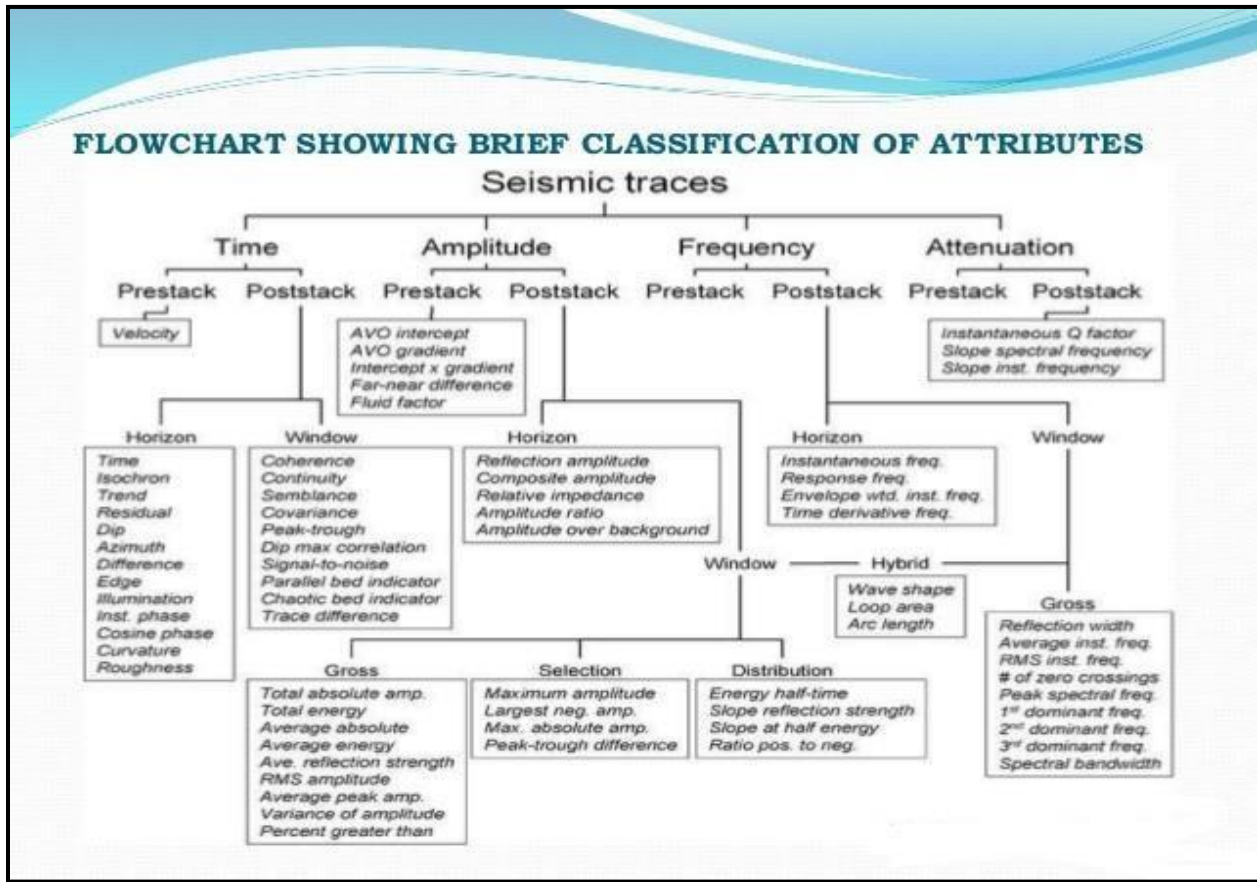 FLOWCHART SHOWING BRIEF CLASSIFICATION OF ATTRIBUTES
Seismic traces
Time Amplitude Frequency Attenuation
Prestack Poststack Prestack Poststack Prestack Poststack Prestack Poststack
Velocity
AVO intercept
AVO gradient
Intercept x gradient
Far-near difference
Fluid factor
Instantaneous Q factor
Slope spectral frequency
Slope inst. frequency
Horizon
Time
Isochron
Trend
Residual
Dip
Azimuth
Difference
Edge
Illumination
Inst. phase
Cosine phase
Curvature
Roughness
Window
Coherence
Continuity
Semblance
Covariance
Peak-trough
Dip max correlation
Signal-to-noise
Parallel bed indicator
Chaotic bed indicator
Trace difference
Horizon
Reflection amplitude
Composite amplitude
Relative impedance
Amplitude ratio
Amplitude over background
Horizon
Instantaneous freq.
Response freq.
Envelope wtd. inst. freq.
Time derivative freq.
Window
Window
Hybrid
Wave shape
Loop area
Arc length
Gross
Reflection width
Average inst. freq.
RMS inst. freq.
# of zero crossings
Peak spectral freq.
1st dominant freq.
2nd dominant freq.
3rd dominant freq.
Spectral bandwidth
Gross
Total absolute amp.
Total energy
Average absolute
Average energy
Ave. reflection strength
RMS amplitude
Average peak amp.
Variance of amplitude
Percent greater than
Selection
Maximum amplitude
Largest neg. amp.
Max. absolute amp.
Peak-trough difference
Distribution
Energy half-time
Slope reflection strength
Slope at half energy
Ratio pos. to neg.